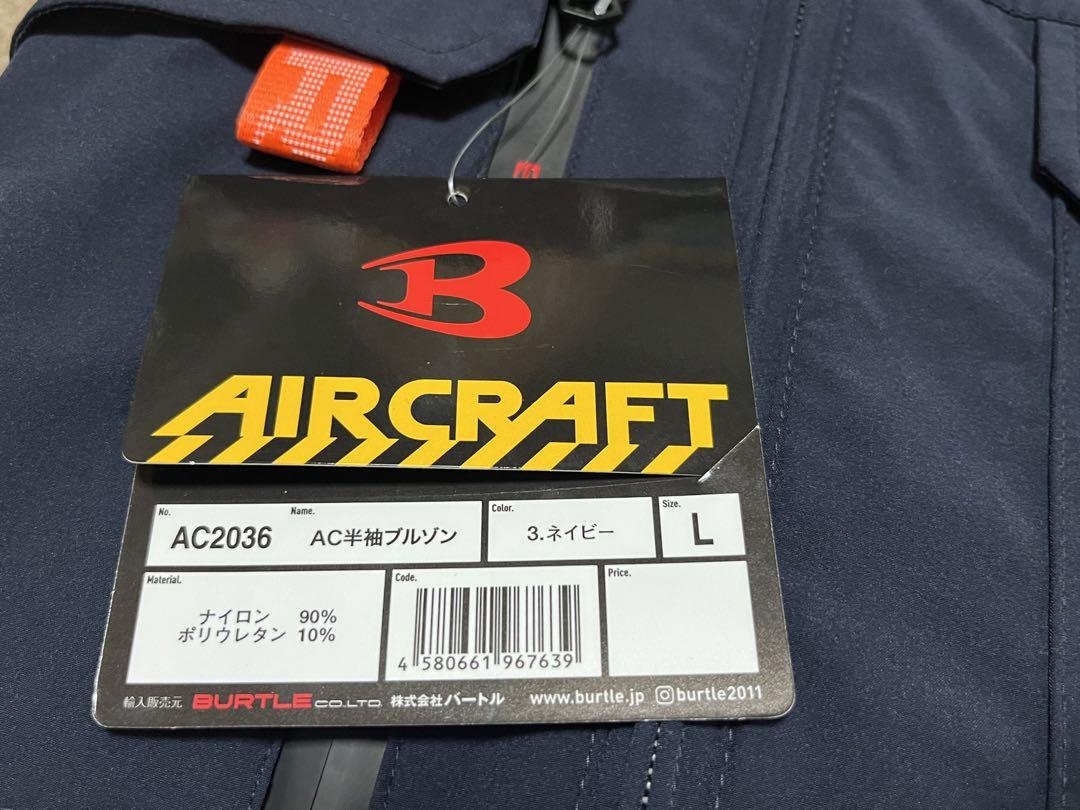 B
AIRCRAFT
No. Name. Color. Size.
AC2036 AC半袖ブルゾン 3.ネイビー L
Material. Code. Price.
ナイロン 90%
ポリウレタン 10%
4 580661 967639
輸入販売元 BURTLE CO.LTD. 株式会社バートル www.burtle.jp burtle2011